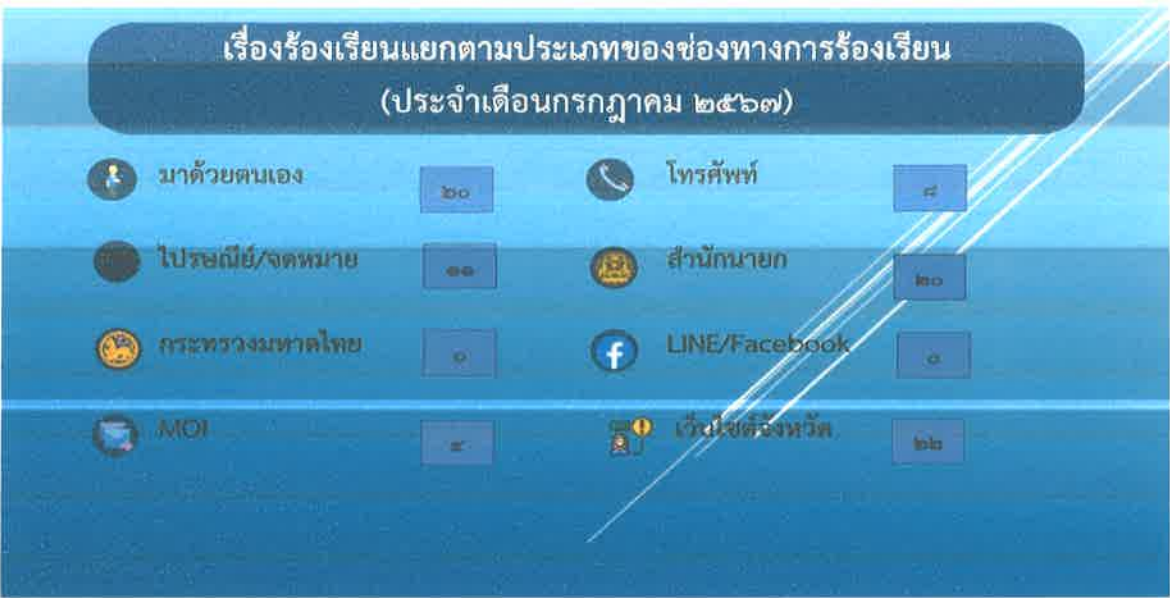 เรื่องร้องเรียนแยกตามประเภทของช่องทางการร้องเรียน
(ประจำเดือนกรกฎาคม ๒๕๖๗)
มาด้วยตนเอง ๒๐
โทรศัพท์ ๘
ไปรษณีย์/จดหมาย ๑๑
สำนักนายก ๒๐
กระทรวงมหาดไทย ๐
LINE/Facebook ๐
MOI
เว็บไซต์จังหวัด ๒๒